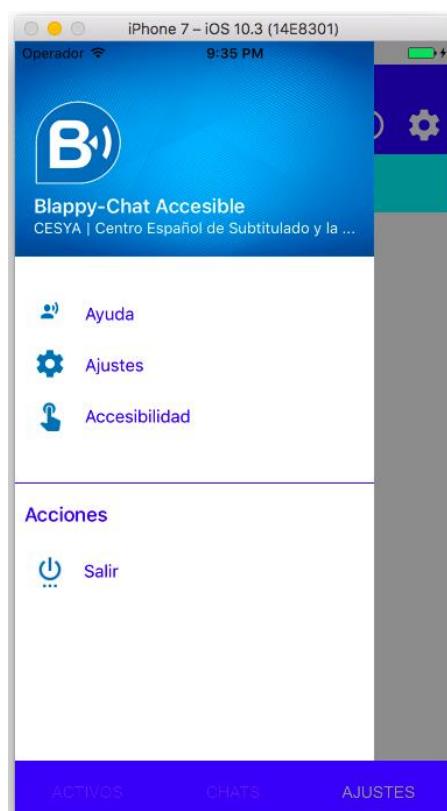 iPhone 7 – iOS 10.3 (14E8301)
Operador 9:35 PM
B
Blappy-Chat Accesible
CESYA | Centro Español de Subtitulado y la ...
Ayuda
Ajustes
Accesibilidad
Acciones
Salir
ACTIVOS CHATS AJUSTES